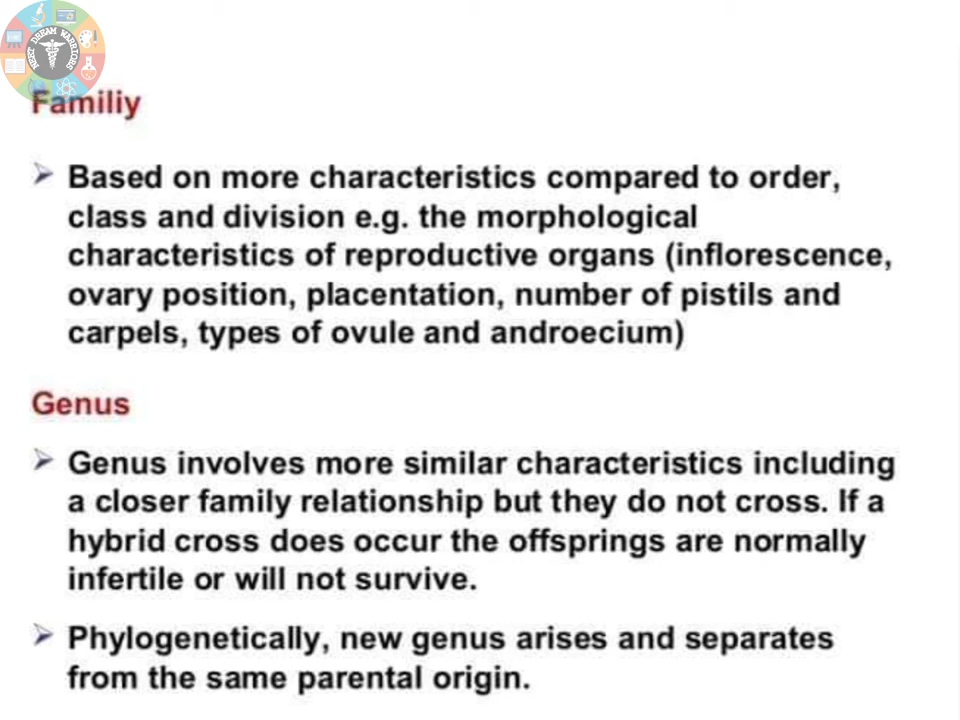 NEET DREAM WARRIORS
Familiy
Based on more characteristics compared to order,
class and division e.g. the morphological
characteristics of reproductive organs (inflorescence,
ovary position, placentation, number of pistils and
carpels, types of ovule and androecium)
Genus
Genus involves more similar characteristics including
a closer family relationship but they do not cross. If a
hybrid cross does occur the offsprings are normally
infertile or will not survive.
Phylogenetically, new genus arises and separates
from the same parental origin.